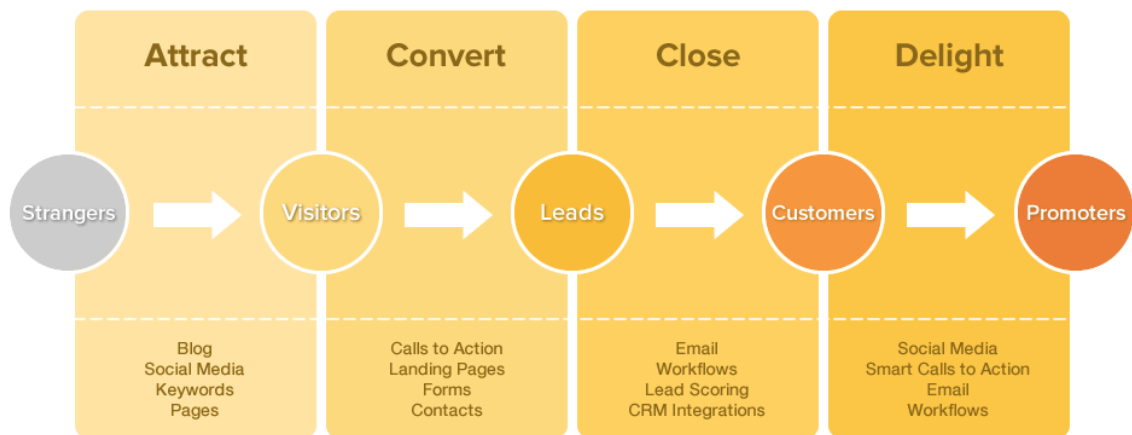 Attract
Convert
Close
Delight
Strangers
Visitors
Leads
Customers
Promoters
Blog
Social Media
Keywords
Pages
Calls to Action
Landing Pages
Forms
Contacts
Email
Workflows
Lead Scoring
CRM Integrations
Social Media
Smart Calls to Action
Email
Workflows